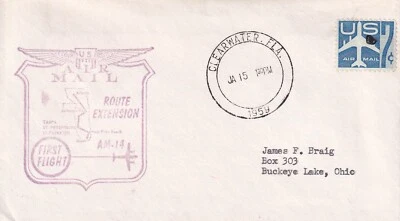 U.S.
AIR
MAIL
ROUTE
EXTENSION
AM-14
FIRST
FLIGHT
CLEARWATER, FLA.
JA 15
1959
US 7¢
AIR MAIL
James F. Braig
Box 303
Buckeye Lake, Ohio